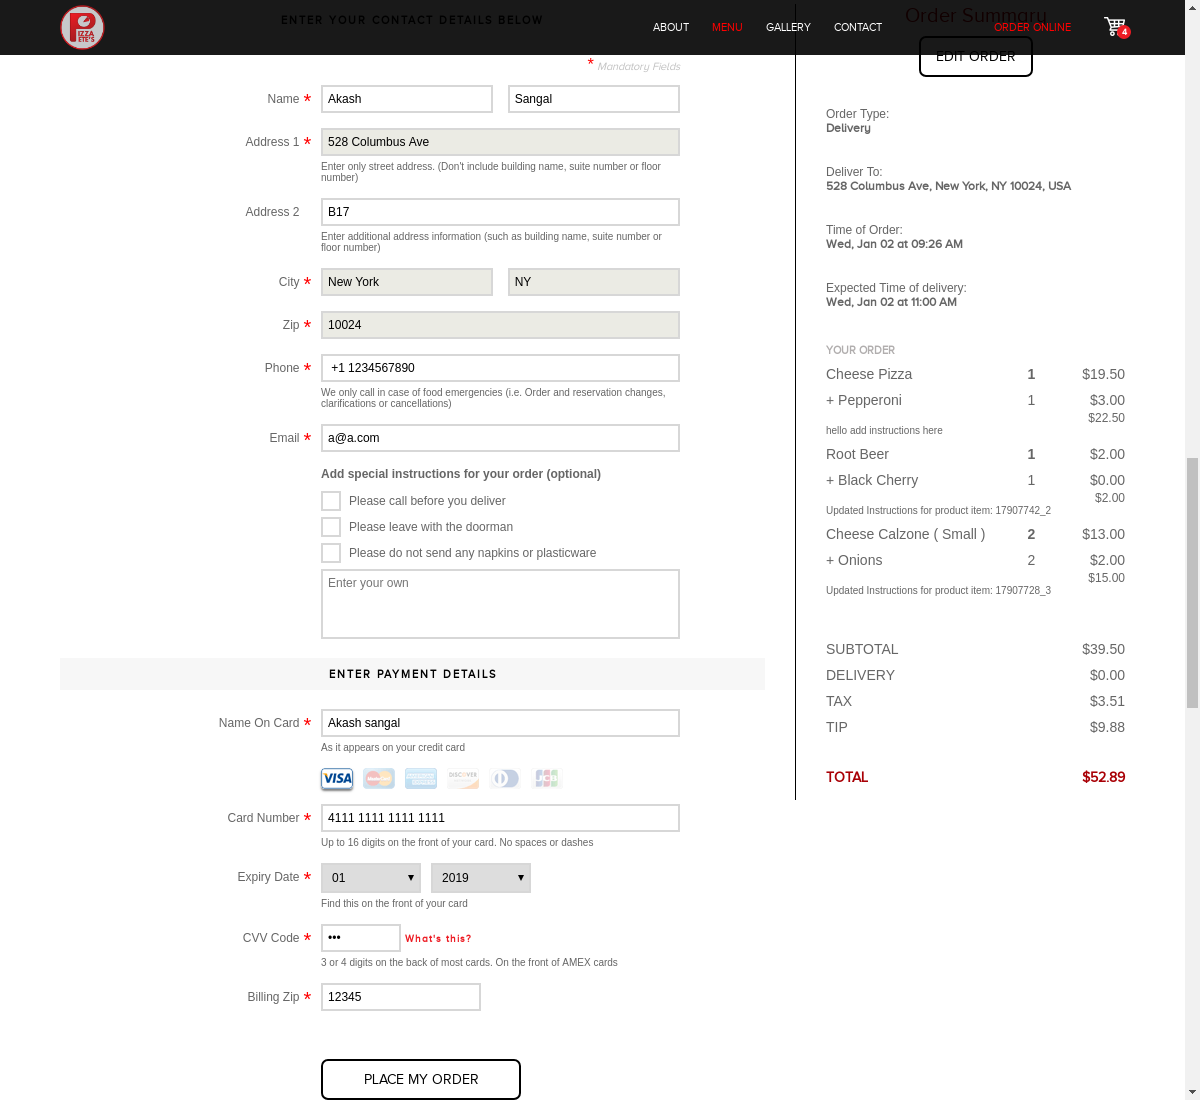 PIZZA
PETE'S
ENTER YOUR CONTACT DETAILS BELOW
ABOUT
MENU
GALLERY
CONTACT
ORDER ONLINE
4
* Mandatory Fields
Name *
Akash
Sangal
Address 1 *
528 Columbus Ave
Enter only street address. (Don't include building name, suite number or floor
number)
Address 2
B17
Enter additional address information (such as building name, suite number or
floor number)
City *
New York
NY
Zip *
10024
Phone *
+1 1234567890
We only call in case of food emergencies (i.e. Order and reservation changes,
clarifications or cancellations)
Email *
a@a.com
Add special instructions for your order (optional)
Please call before you deliver
Please leave with the doorman
Please do not send any napkins or plasticware
Enter your own
ENTER PAYMENT DETAILS
Name On Card *
Akash sangal
As it appears on your credit card
VISA
MasterCard
DISCOVER
JCB
Card Number *
4111 1111 1111 1111
Up to 16 digits on the front of your card. No spaces or dashes
Expiry Date *
01
2019
Find this on the front of your card
CVV Code *
•••
What's this?
3 or 4 digits on the back of most cards. On the front of AMEX cards
Billing Zip *
12345
PLACE MY ORDER
Order Summary
EDIT ORDER
Order Type:
Delivery
Deliver To:
528 Columbus Ave, New York, NY 10024, USA
Time of Order:
Wed, Jan 02 at 09:26 AM
Expected Time of delivery:
Wed, Jan 02 at 11:00 AM
YOUR ORDER
Cheese Pizza 1 $19.50
+ Pepperoni 1 $3.00
$22.50
hello add instructions here
Root Beer 1 $2.00
+ Black Cherry 1 $0.00
$2.00
Updated Instructions for product item: 17907742_2
Cheese Calzone ( Small ) 2 $13.00
+ Onions 2 $2.00
$15.00
Updated Instructions for product item: 17907728_3
SUBTOTAL $39.50
DELIVERY $0.00
TAX $3.51
TIP $9.88
TOTAL $52.89